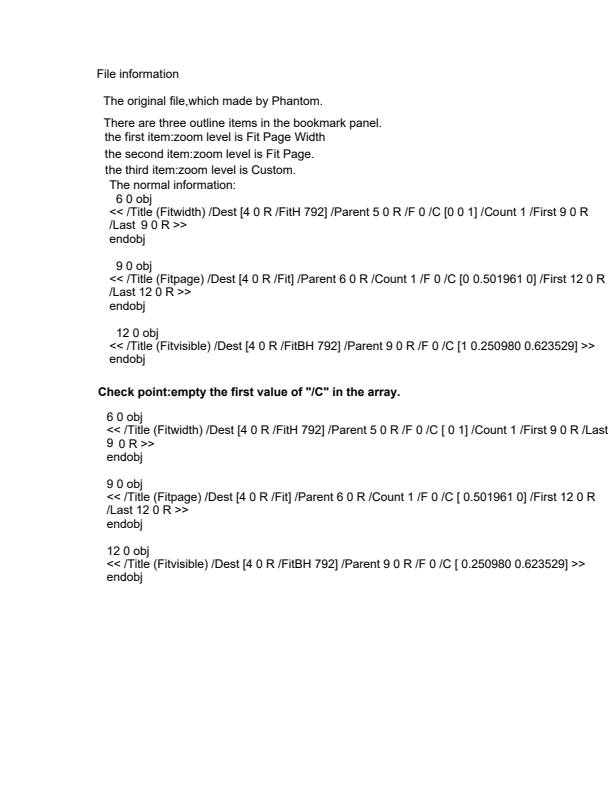 File information
The original file,which made by Phantom.
There are three outline items in the bookmark panel.
the first item:zoom level is Fit Page Width
the second item:zoom level is Fit Page.
the third item:zoom level is Custom.
The normal information:
6 0 obj
<< /Title (Fitwidth) /Dest [4 0 R /FitH 792] /Parent 5 0 R /F 0 /C [0 0 1] /Count 1 /First 9 0 R
/Last 9 0 R >>
endobj
9 0 obj
<< /Title (Fitpage) /Dest [4 0 R /Fit] /Parent 6 0 R /Count 1 /F 0 /C [0 0.501961 0] /First 12 0 R
/Last 12 0 R >>
endobj
12 0 obj
<< /Title (Fitvisible) /Dest [4 0 R /FitBH 792] /Parent 9 0 R /F 0 /C [1 0.250980 0.623529] >>
endobj
Check point:empty the first value of "/C" in the array.
6 0 obj
<< /Title (Fitwidth) /Dest [4 0 R /FitH 792] /Parent 5 0 R /F 0 /C [ 0 1] /Count 1 /First 9 0 R /Last
9 0 R >>
endobj
9 0 obj
<< /Title (Fitpage) /Dest [4 0 R /Fit] /Parent 6 0 R /Count 1 /F 0 /C [ 0.501961 0] /First 12 0 R
/Last 12 0 R >>
endobj
12 0 obj
<< /Title (Fitvisible) /Dest [4 0 R /FitBH 792] /Parent 9 0 R /F 0 /C [ 0.250980 0.623529] >>
endobj